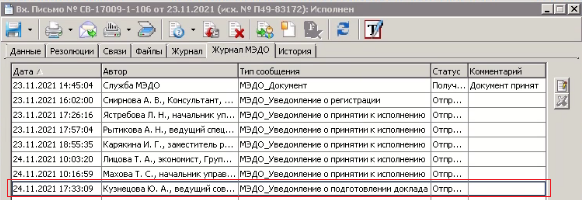 Вх. Письмо № СВ-17009-1-106 от 23.11.2021 (исх. № П49-83172): Исполнен
Данные Резолюции Связи Файлы Журнал Журнал МЭДО История
Дата Автор Тип сообщения Статус Комментарий
23.11.2021 14:45:04 Служба МЭДО МЭДО_Документ Получ... Документ принят
23.11.2021 16:02:00 Смирнова А. В., Консультант, ... МЭДО_Уведомление о регистрации Отпр...
23.11.2021 17:26:16 Ястребова Л. Н., начальник уп... МЭДО_Уведомление о принятии к исполнению Отпр...
23.11.2021 17:57:04 Рытикова А. Н., ведущий спец... МЭДО_Уведомление о принятии к исполнению Отпр...
23.11.2021 18:55:35 Карякина И. Г., заместитель р... МЭДО_Уведомление о принятии к исполнению Отпр...
24.11.2021 10:03:20 Лицова Т. А., экономист, Груп... МЭДО_Уведомление о принятии к исполнению Отпр...
24.11.2021 10:16:59 Махова Т. С., начальник управ... МЭДО_Уведомление о принятии к исполнению Отпр...
24.11.2021 17:33:09 Кузнецова Ю. А., ведущий сов... МЭДО_Уведомление о подготовлении доклада Отпр...